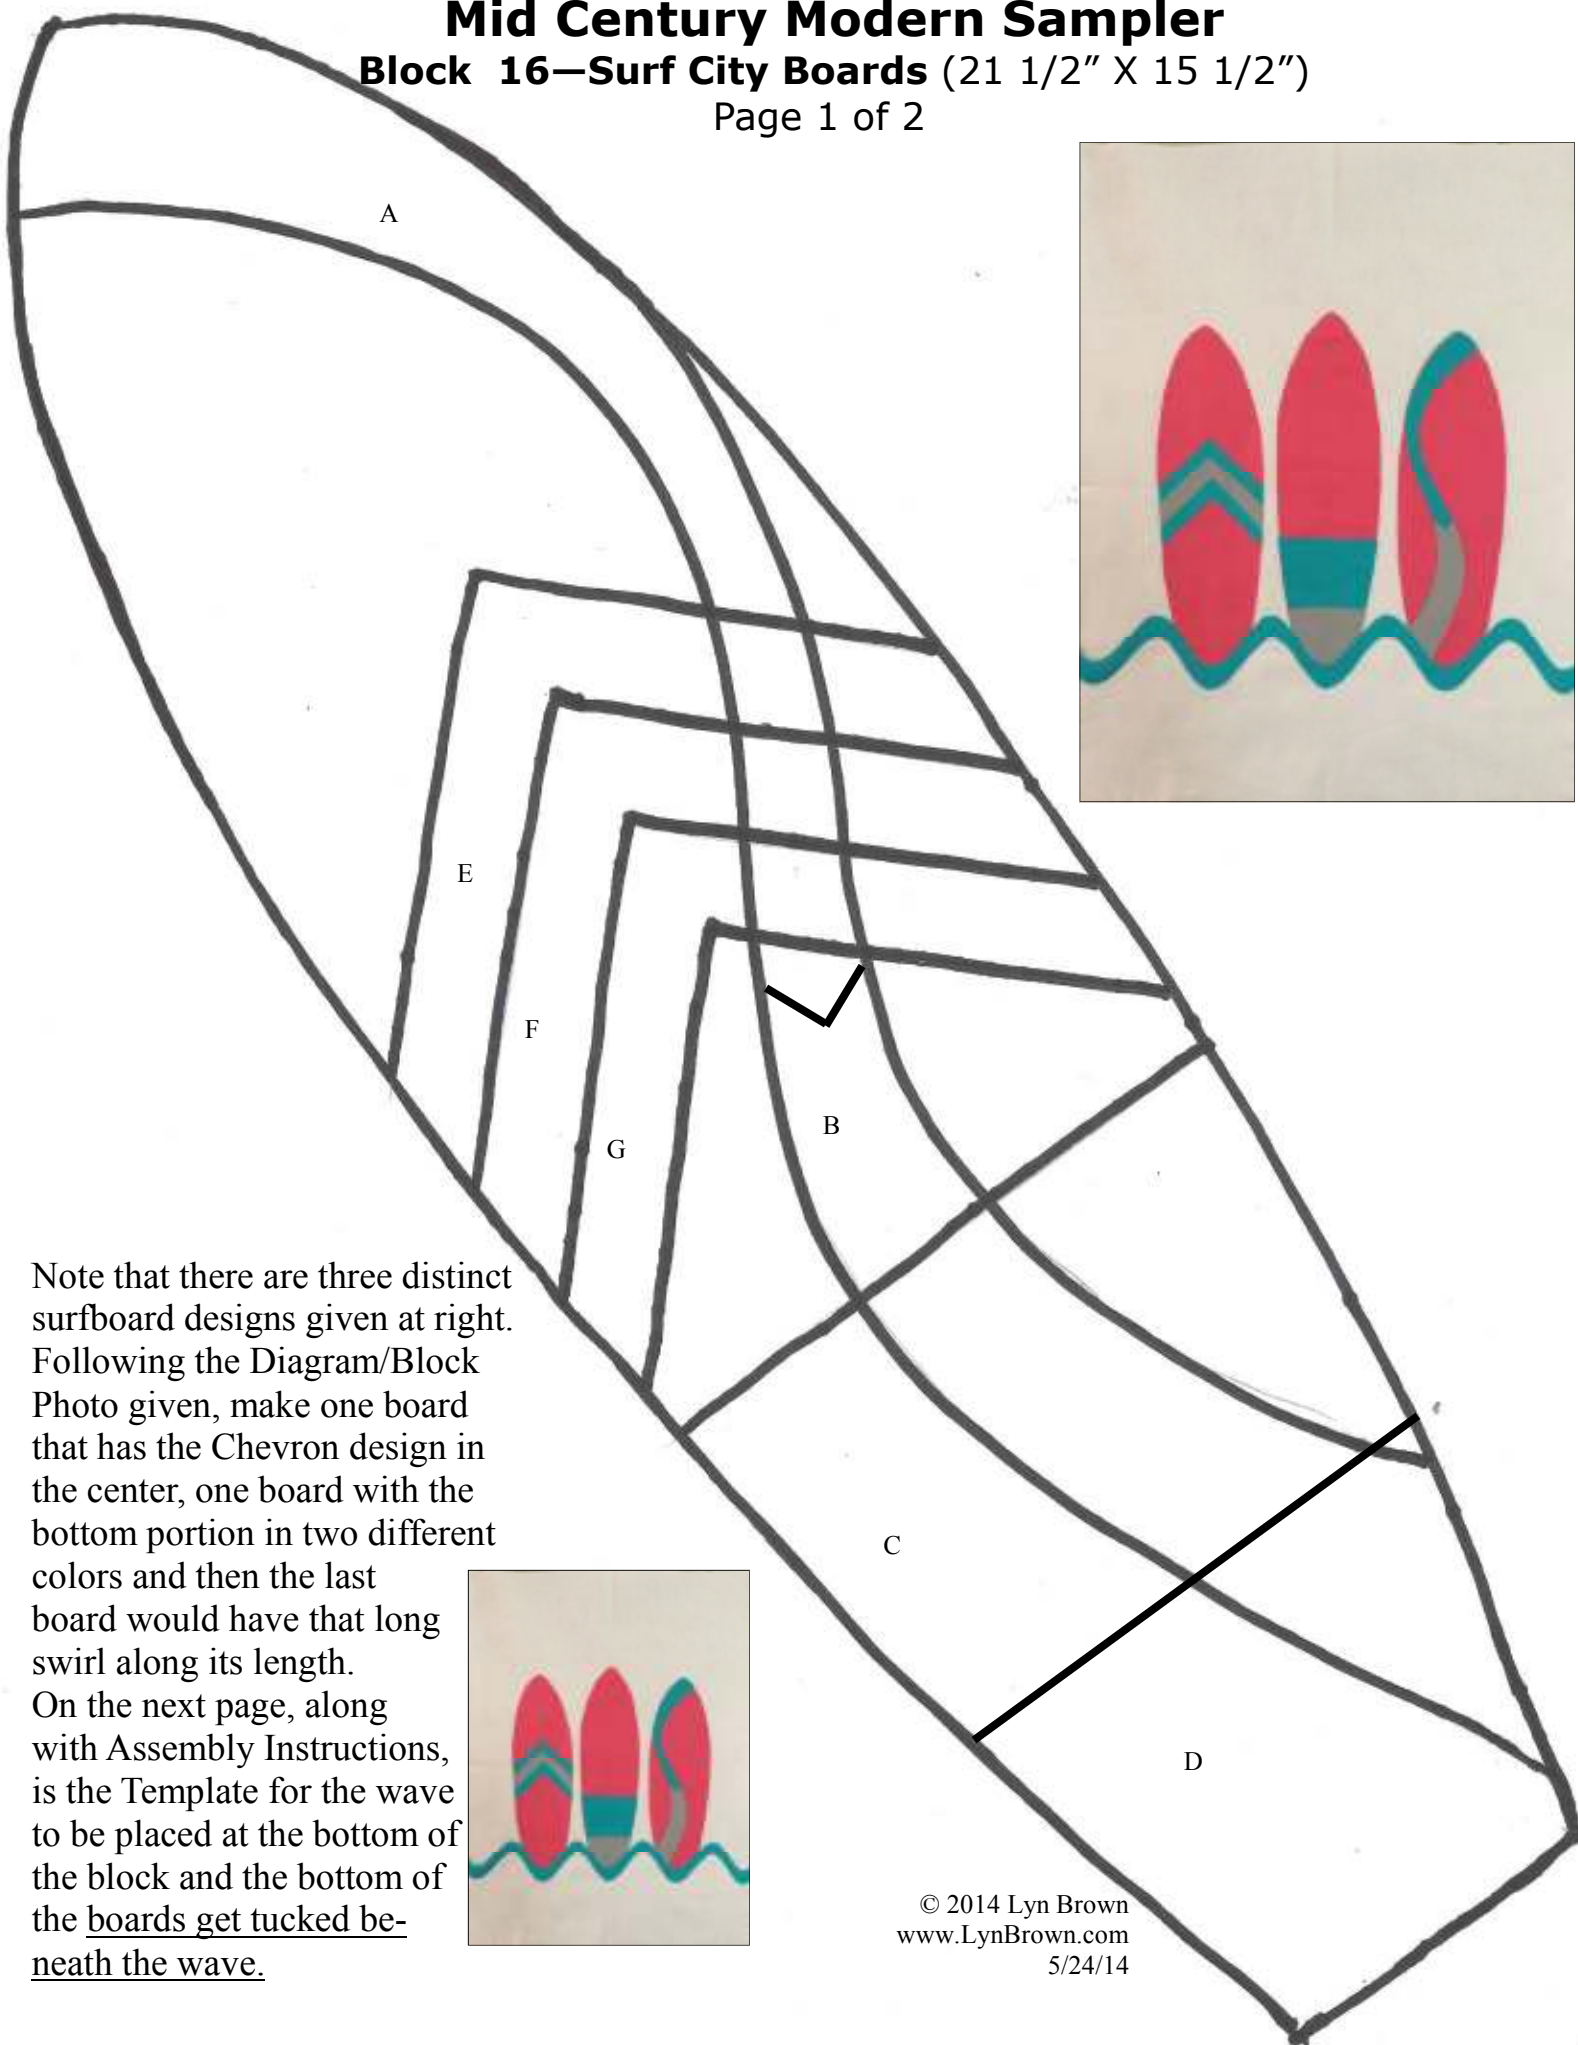 Mid Century Modern Sampler
Block 16—Surf City Boards (21 1/2” X 15 1/2”)
Page 1 of 2
A
E
F
B
G
Note that there are three distinct
surfboard designs given at right.
Following the Diagram/Block
Photo given, make one board
that has the Chevron design in
the center, one board with the
bottom portion in two different
colors and then the last
board would have that long
swirl along its length.
On the next page, along
with Assembly Instructions,
is the Template for the wave
to be placed at the bottom of
the block and the bottom of
the boards get tucked be-
neath the wave.
C
D
© 2014 Lyn Brown
www.LynBrown.com
5/24/14